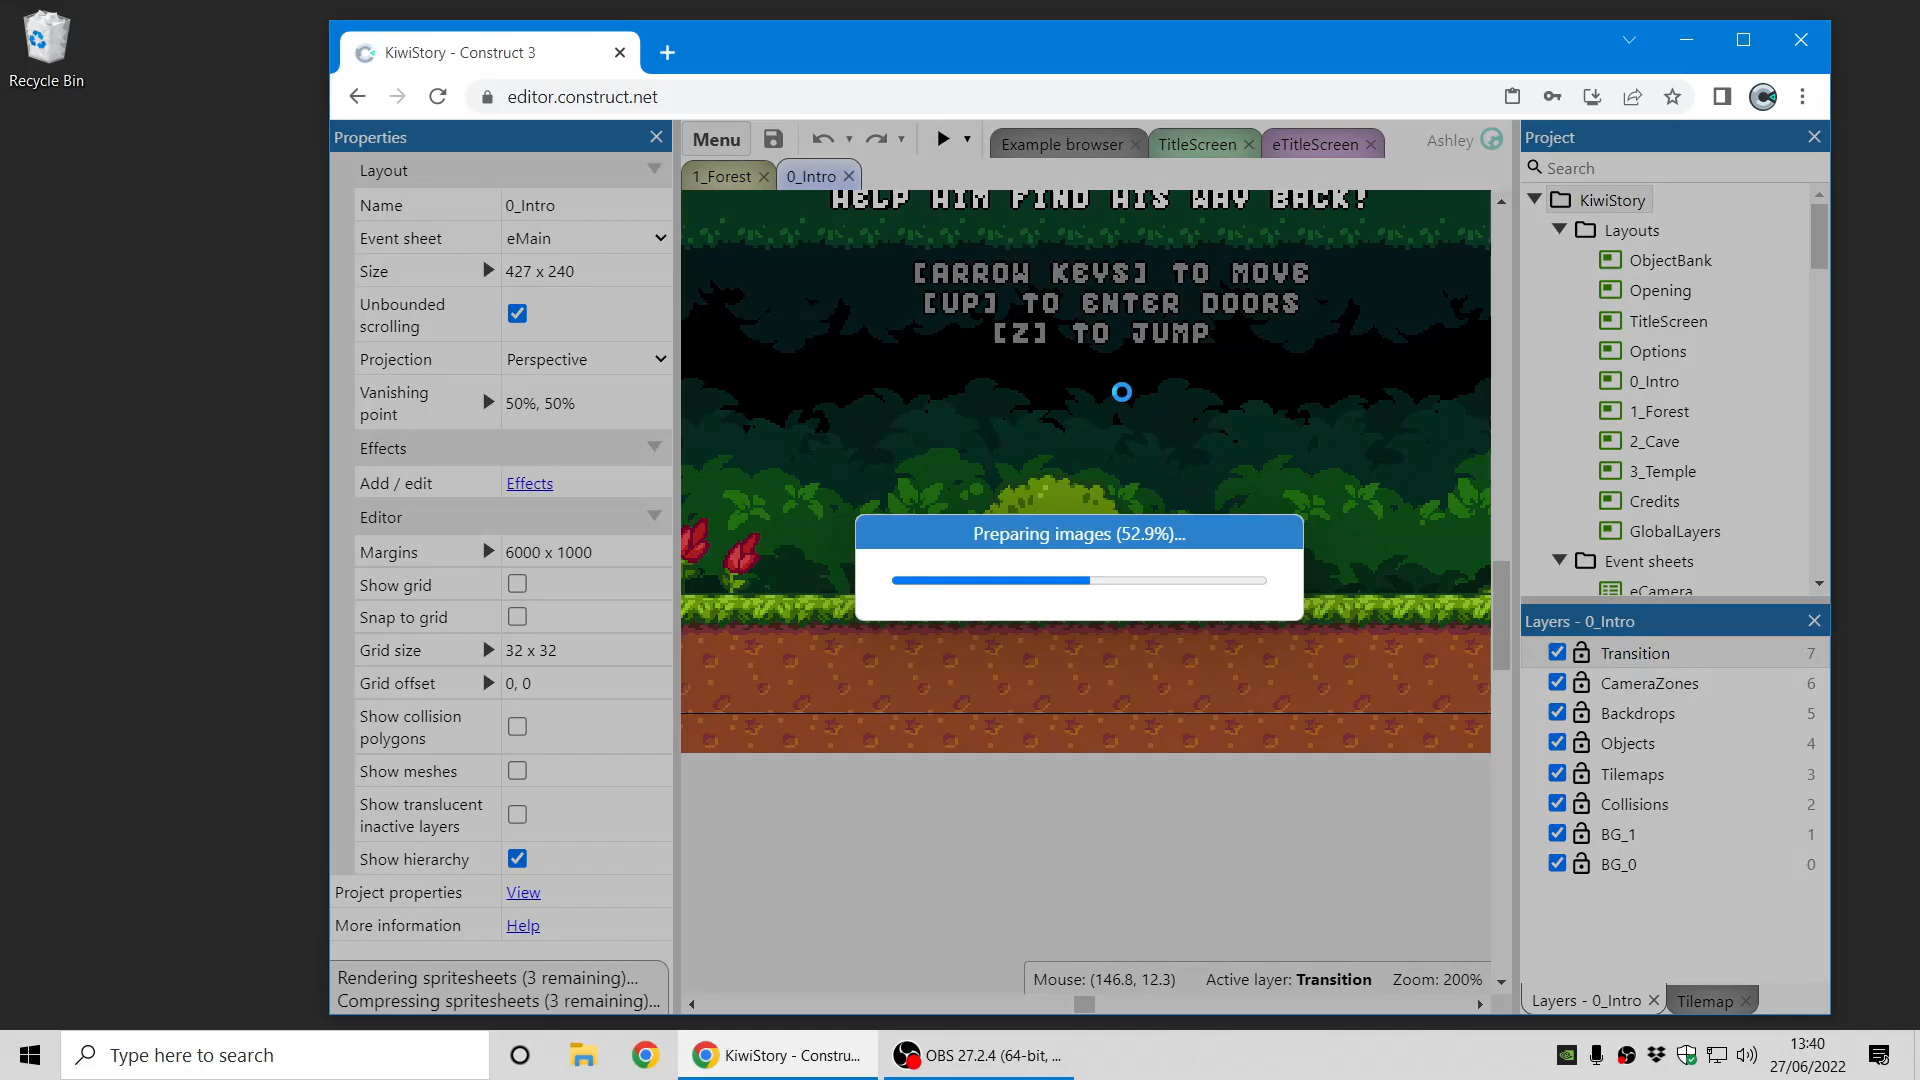 Recycle Bin
KiwiStory - Construct 3
editor.construct.net
Properties
Layout
Name
0_Intro
Event sheet
eMain
Size
427 x 240
Unbounded
scrolling
Projection
Perspective
Vanishing
point
50%, 50%
Effects
Add / edit
Effects
Editor
Margins
6000 x 1000
Show grid
Snap to grid
Grid size
32 x 32
Grid offset
0, 0
Show collision
polygons
Show meshes
Show translucent
inactive layers
Show hierarchy
Project properties
View
More information
Help
Rendering spritesheets (3 remaining)...
Compressing spritesheets (3 remaining)...
Menu
Example browser
TitleScreen
eTitleScreen
Ashley
1_Forest
0_Intro
HELP HIM FIND HIS WAY BACK!
[ARROW KEYS] TO MOVE
[UP] TO ENTER DOORS
[Z] TO JUMP
Preparing images (52.9%)...
Mouse: (146.8, 12.3)
Active layer: Transition
Zoom: 200%
Project
Search
KiwiStory
Layouts
ObjectBank
Opening
TitleScreen
Options
0_Intro
1_Forest
2_Cave
3_Temple
Credits
GlobalLayers
Event sheets
eCamera
Layers - 0_Intro
Transition 7
CameraZones 6
Backdrops 5
Objects 4
Tilemaps 3
Collisions 2
BG_1 1
BG_0 0
Layers - 0_Intro
Tilemap
Type here to search
KiwiStory - Constru...
OBS 27.2.4 (64-bit, ...
13:40
27/06/2022